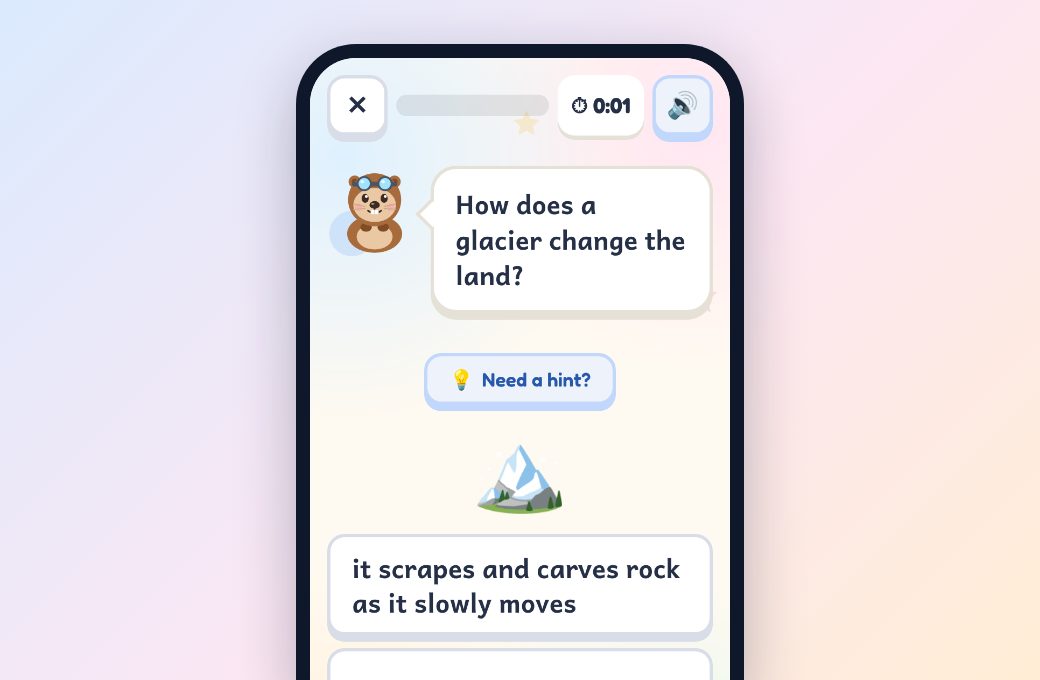 ✕
0:01
How does a
glacier change the
land?
Need a hint?
it scrapes and carves rock
as it slowly moves